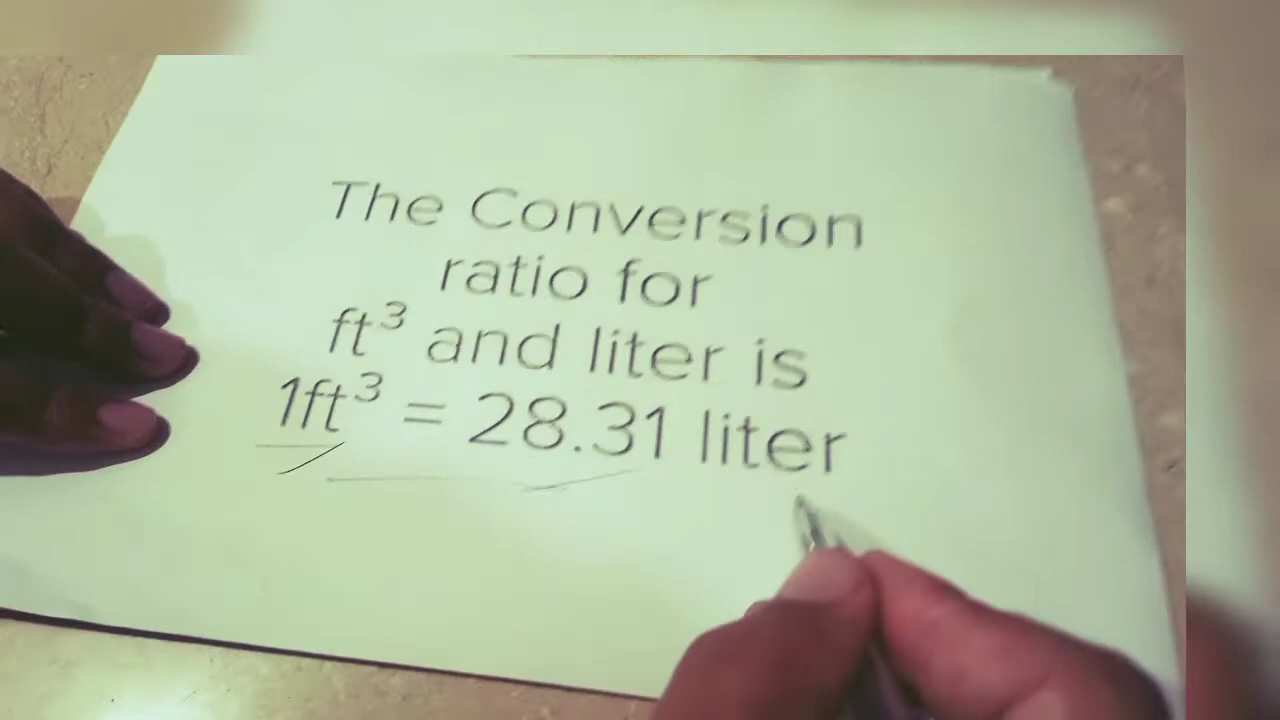 The Conversion
ratio for
ft³ and liter is
1ft³ = 28.31 liter